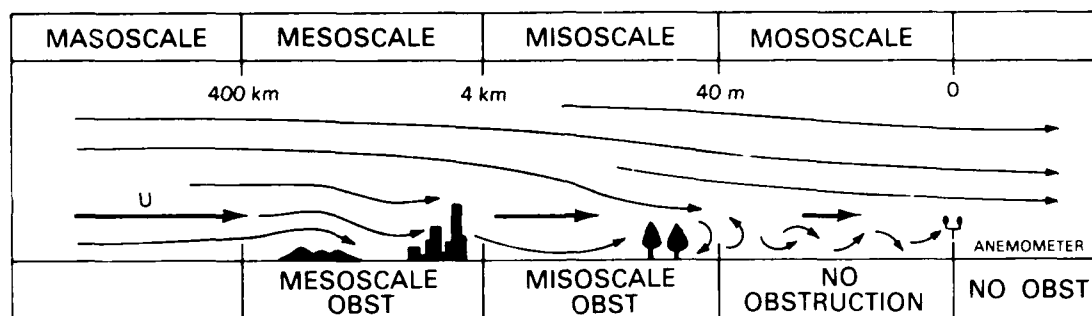 MASOSCALE MESOSCALE MISOSCALE MOSOSCALE
400 km 4 km 40 m 0
U
ANEMOMETER
MESOSCALE OBST
MISOSCALE OBST
NO OBSTRUCTION
NO OBST